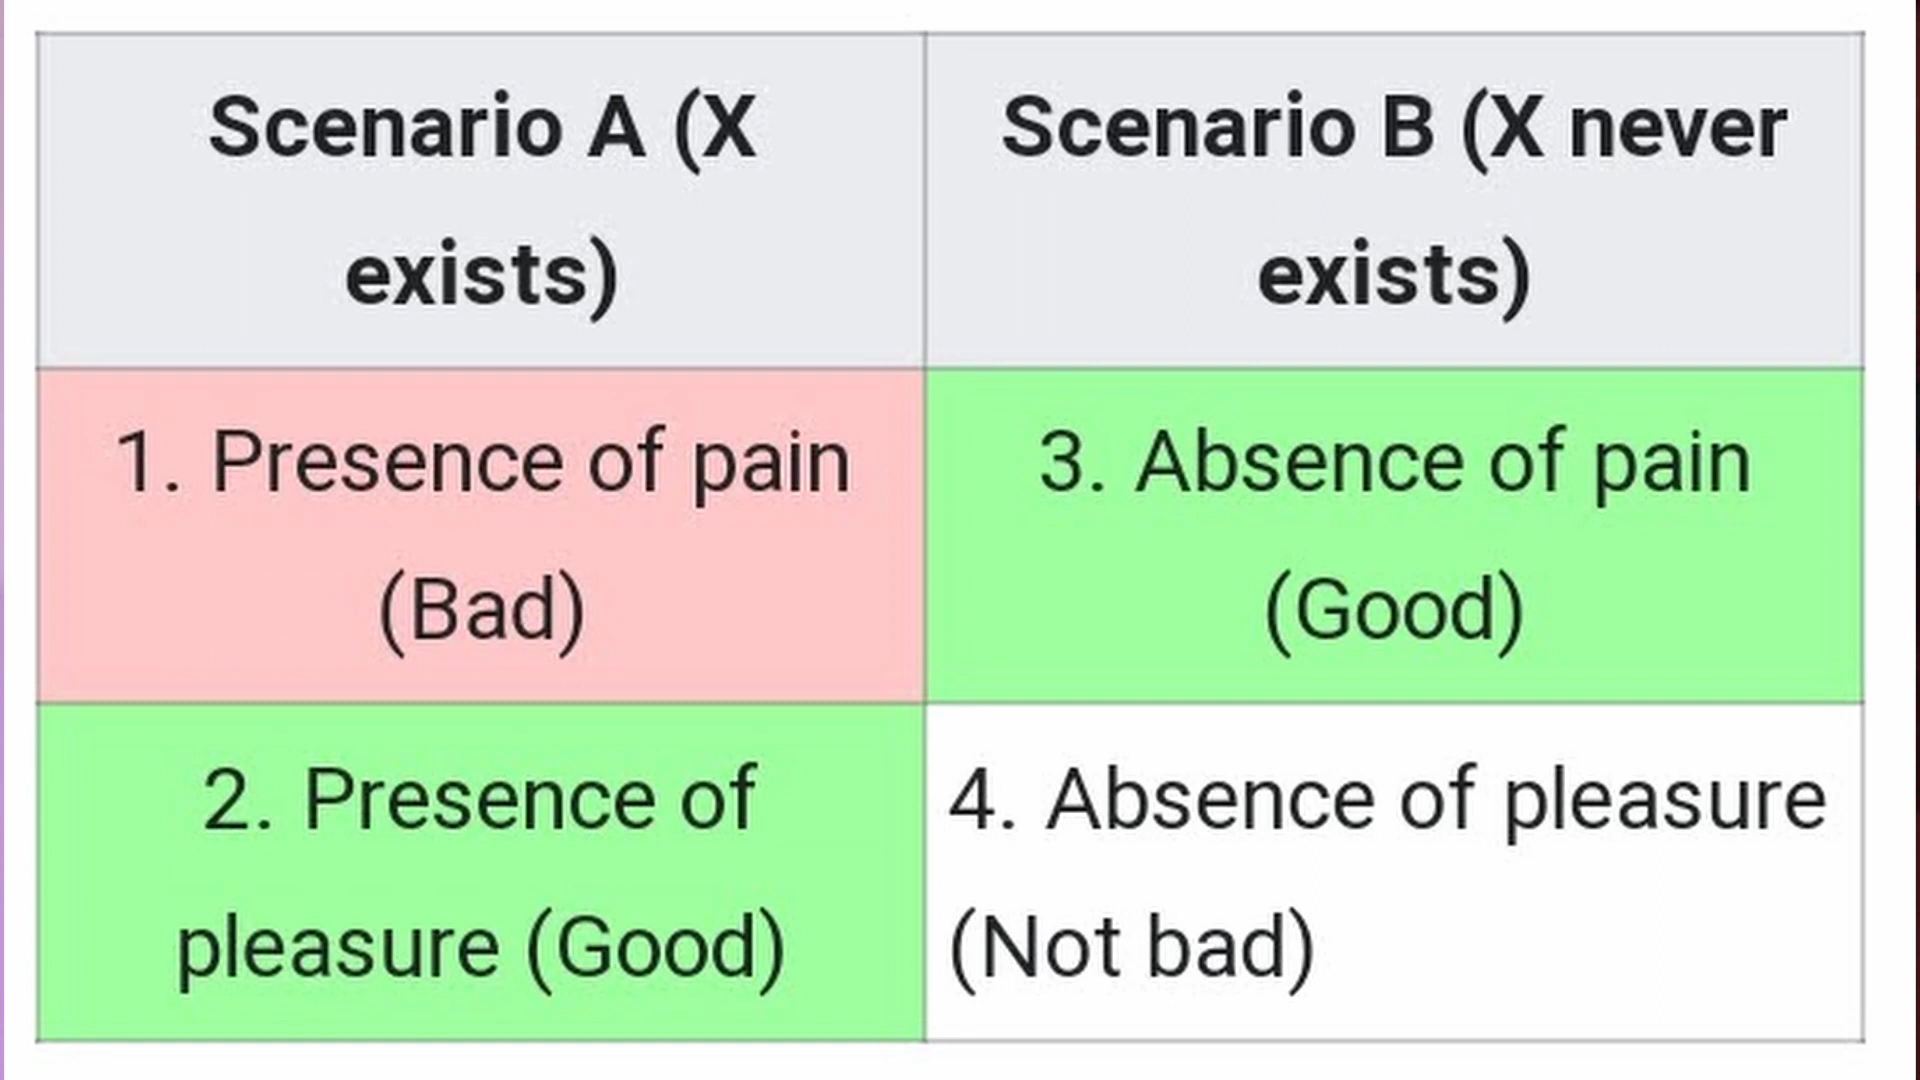 Scenario A (X
exists)
Scenario B (X never
exists)
1. Presence of pain
(Bad)
3. Absence of pain
(Good)
2. Presence of
pleasure (Good)
4. Absence of pleasure
(Not bad)